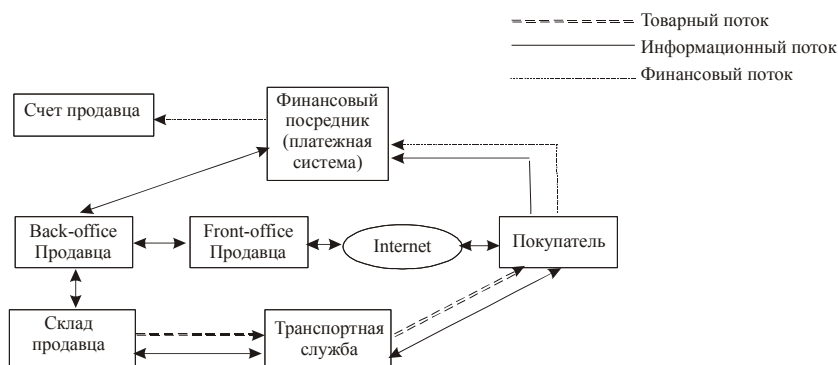 Товарный поток
Информационный поток
Финансовый поток
Счет продавца
Финансовый
посредник
(платежная
система)
Back-office
Продавца
Front-office
Продавца
Internet
Покупатель
Склад
продавца
Транспортная
служба